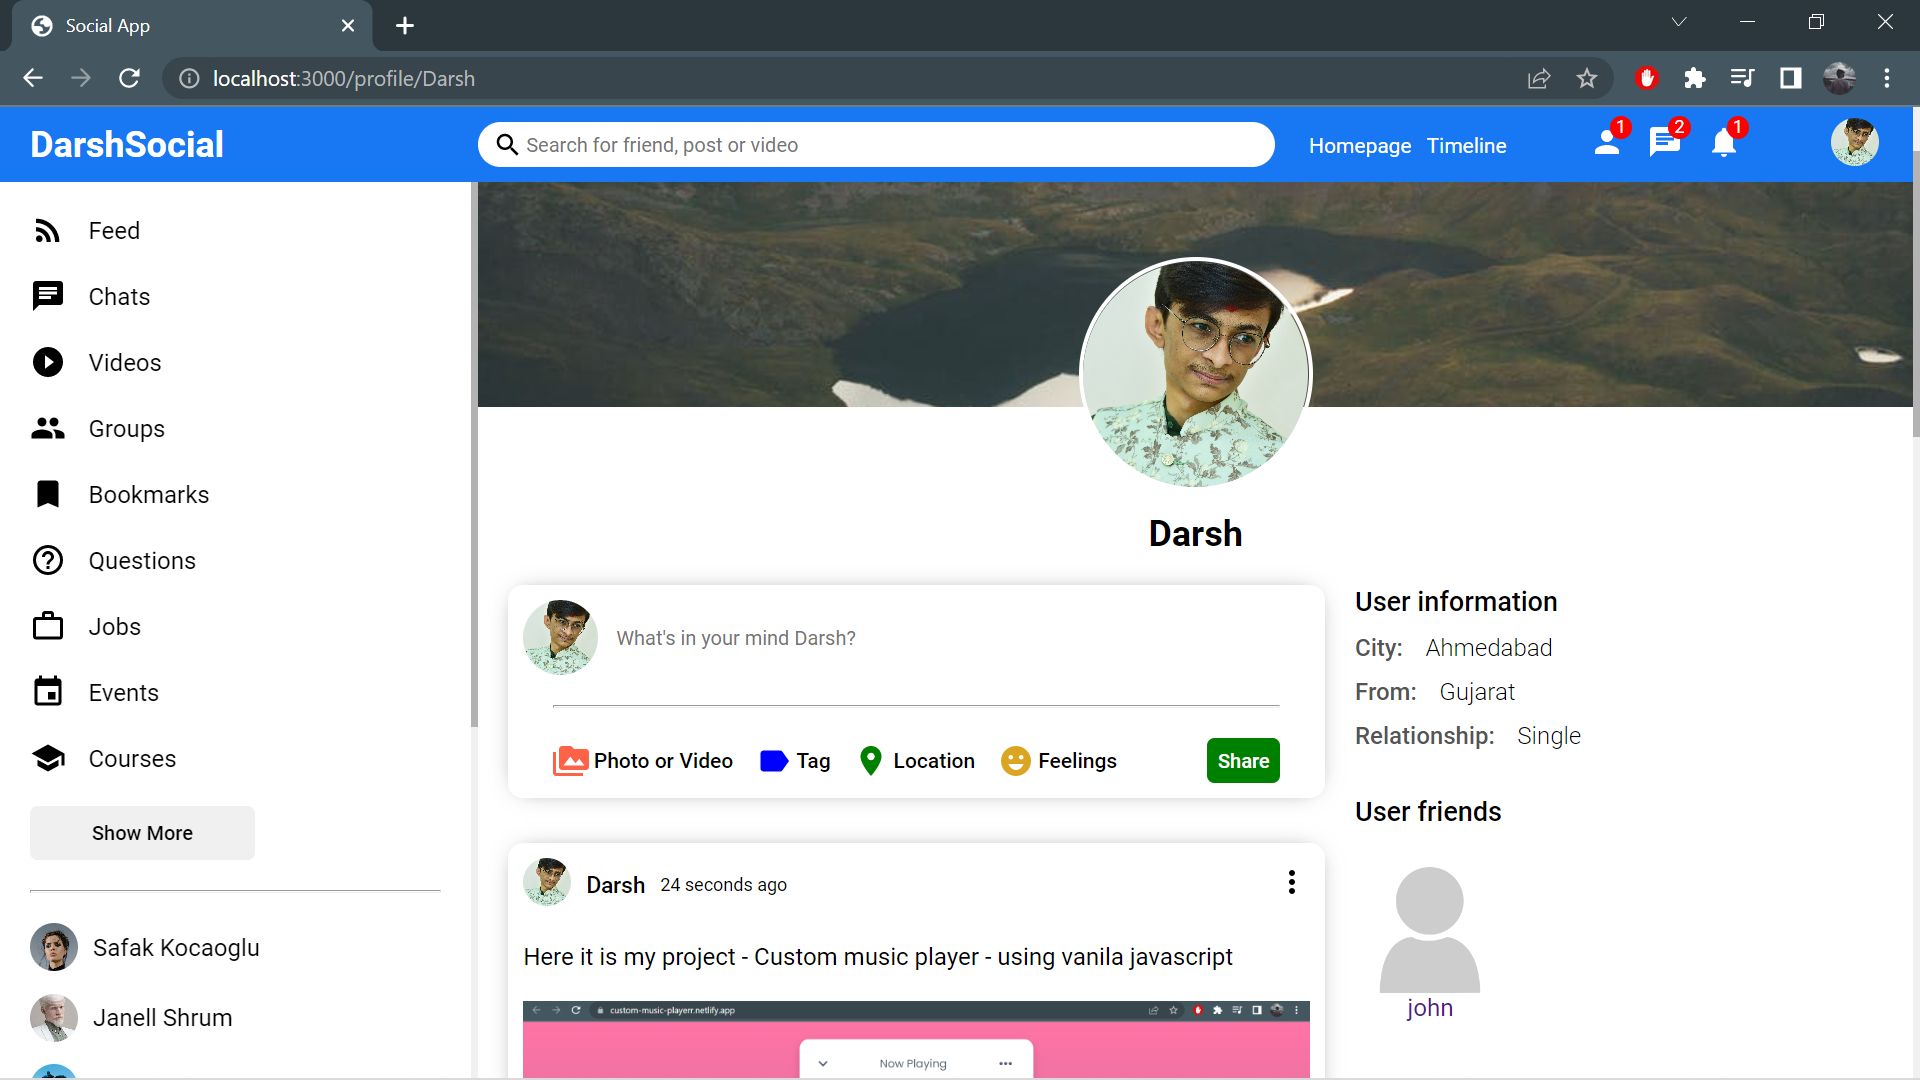 Social App
localhost:3000/profile/Darsh
DarshSocial
Search for friend, post or video
Homepage Timeline
1
2
1
Feed
Chats
Videos
Groups
Bookmarks
Questions
Jobs
Events
Courses
Show More
Safak Kocaoglu
Janell Shrum
Darsh
What's in your mind Darsh?
Photo or Video Tag Location Feelings Share
Darsh 24 seconds ago
Here it is my project - Custom music player - using vanila javascript
custom-music-playerr.netlify.app
Now Playing
User information
City: Ahmedabad
From: Gujarat
Relationship: Single
User friends
john